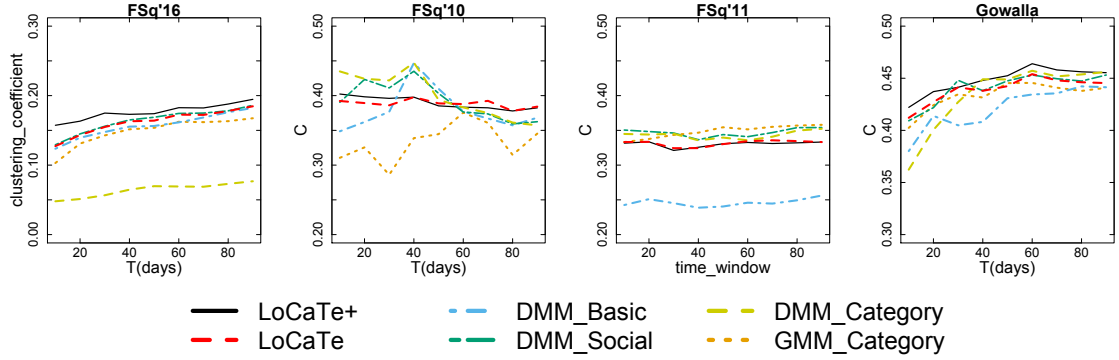 FSq'16
FSq'10
FSq'11
Gowalla
clustering_coefficient
0.00 0.10 0.20 0.30
20 40 60 80
T(days)
C
0.20 0.30 0.40 0.50
20 40 60 80
T(days)
C
0.20 0.30 0.40 0.50
20 40 60 80
time_window
C
0.30 0.35 0.40 0.45 0.50
20 40 60 80
T(days)
LoCaTe+
DMM_Basic
DMM_Category
LoCaTe
DMM_Social
GMM_Category